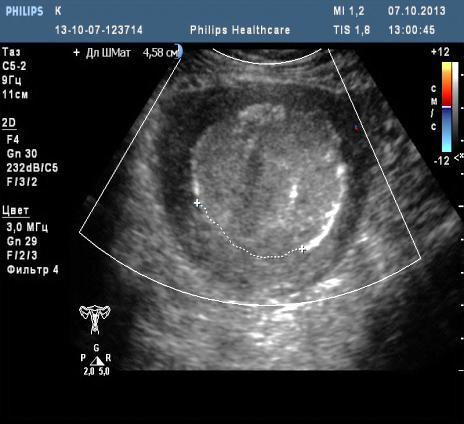 PHILIPS K MI 1,2 07.10.2013
13-10-07-123714 Philips Healthcare TIS 1,8 13:00:45
Таз + Дл ШМат 4,58 см +12
C5-2
9Гц
11см
см/с
2D
F4 -12
Gn 30
232dB/C5
F/3/2
Цвет
3,0 МГц
Gn 29
F/2/3
Фильтр 4
G
P R
2,0 5,0